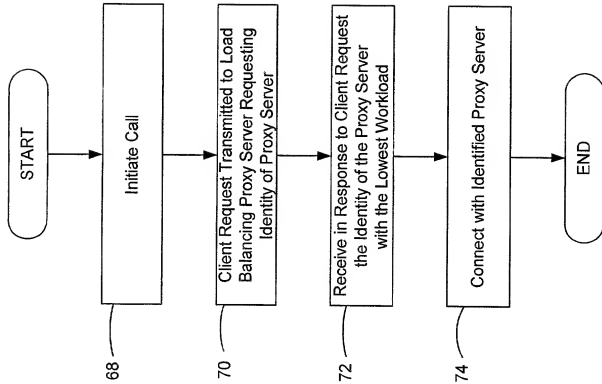 START
68
Initiate Call
70
Client Request Transmitted to Load
Balancing Proxy Server Requesting
Identity of Proxy Server
72
Receive in Response to Client Request
the Identity of the Proxy Server
with the Lowest Workload
74
Connect with Identified Proxy Server
END